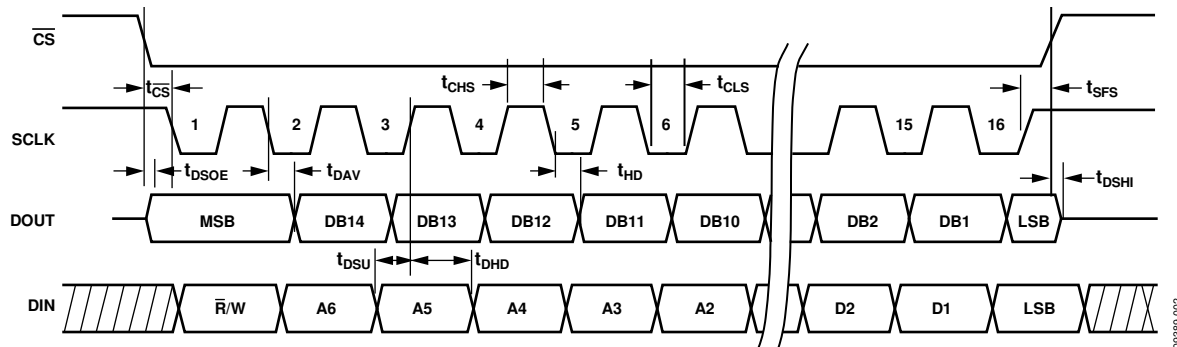 CS
tCS
tCHS
tCLS
tSFS
SCLK
1
2
3
4
5
6
15
16
tDSOE
tDAV
tHD
tDSHI
DOUT
MSB
DB14
DB13
DB12
DB11
DB10
DB2
DB1
LSB
tDSU
tDHD
DIN
R/W
A6
A5
A4
A3
A2
D2
D1
LSB